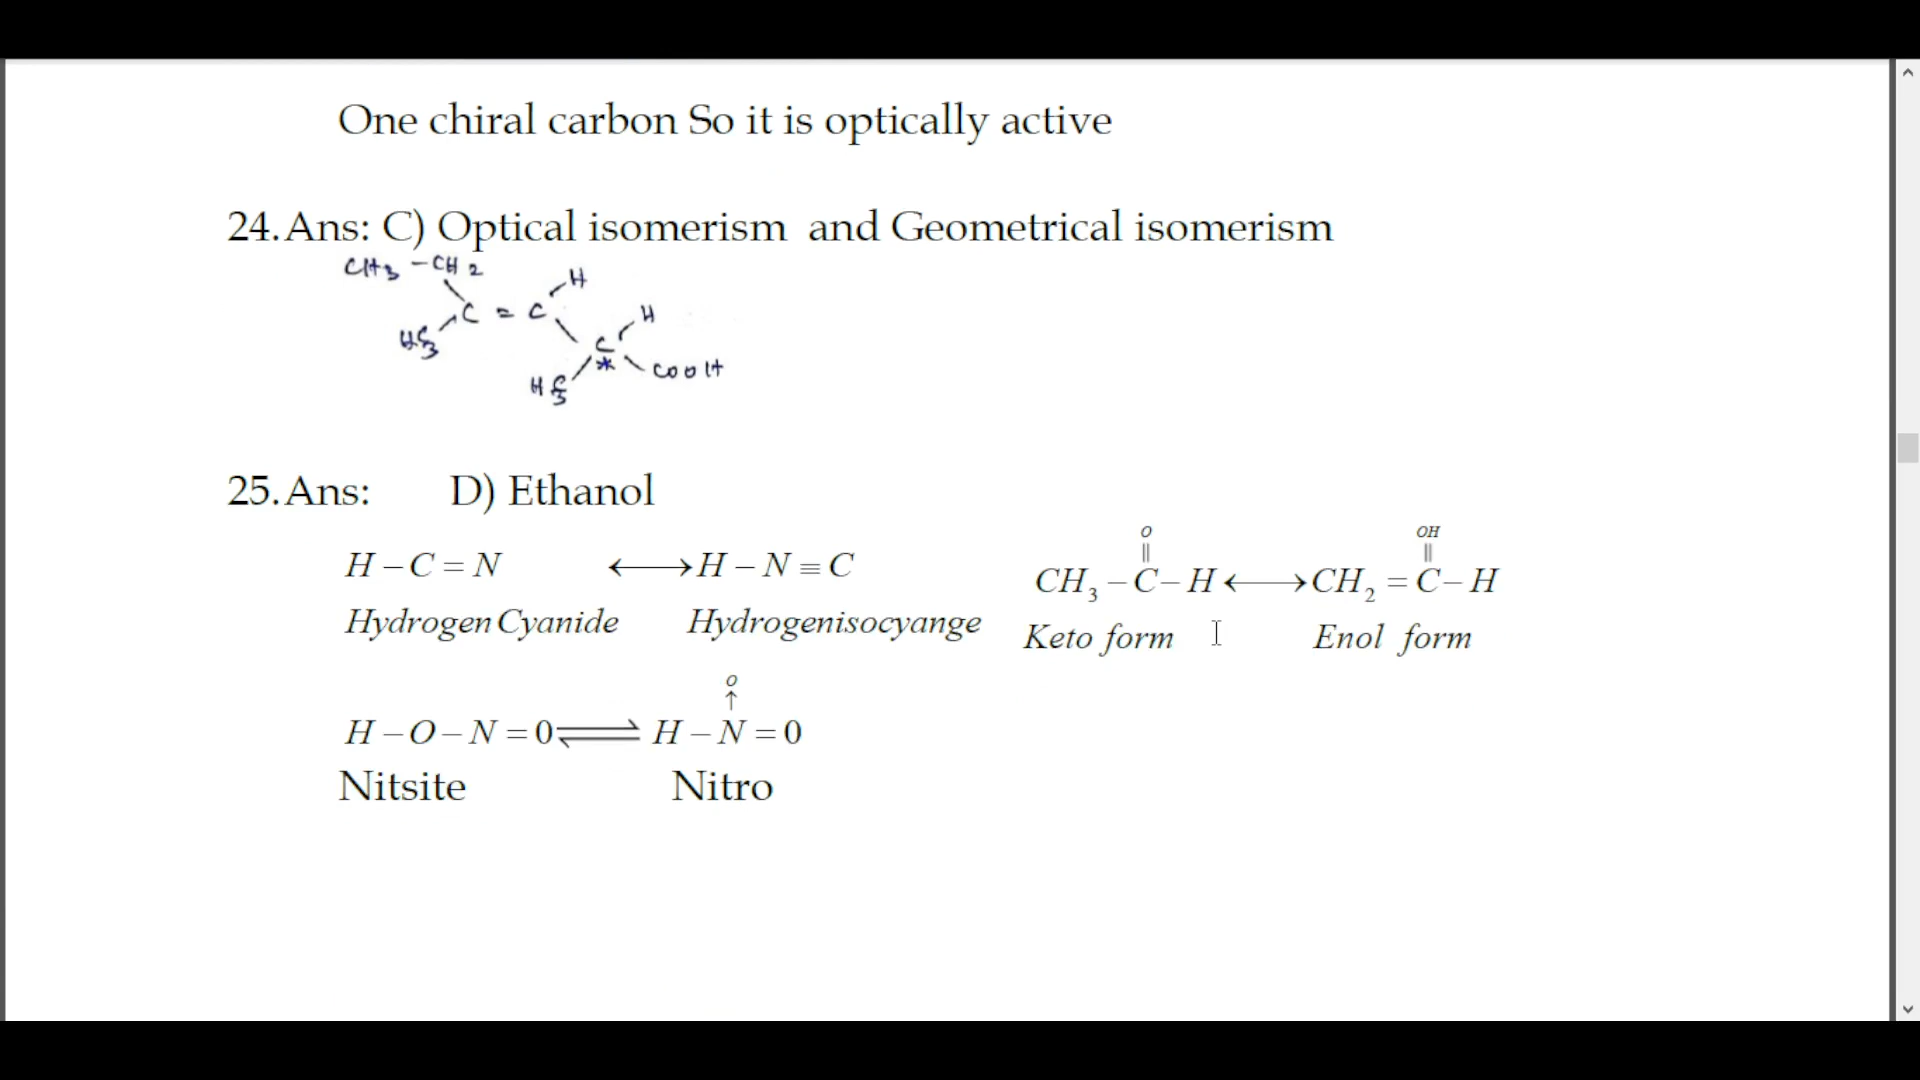 One chiral carbon So it is optically active
24. Ans: C) Optical isomerism and Geometrical isomerism
CH3 – CH2
H
C = C
H
H3C
C
*
COOH
H3C
25. Ans: D) Ethanol
O
OH
H – C = N ⟷ H – N ≡ C
CH₃ – C – H ⟷ CH₂ = C – H
Hydrogen Cyanide Hydrogenisocyange
Keto form Enol form
O
↑
H – O – N = 0 ⇌ H – N = 0
Nitsite Nitro